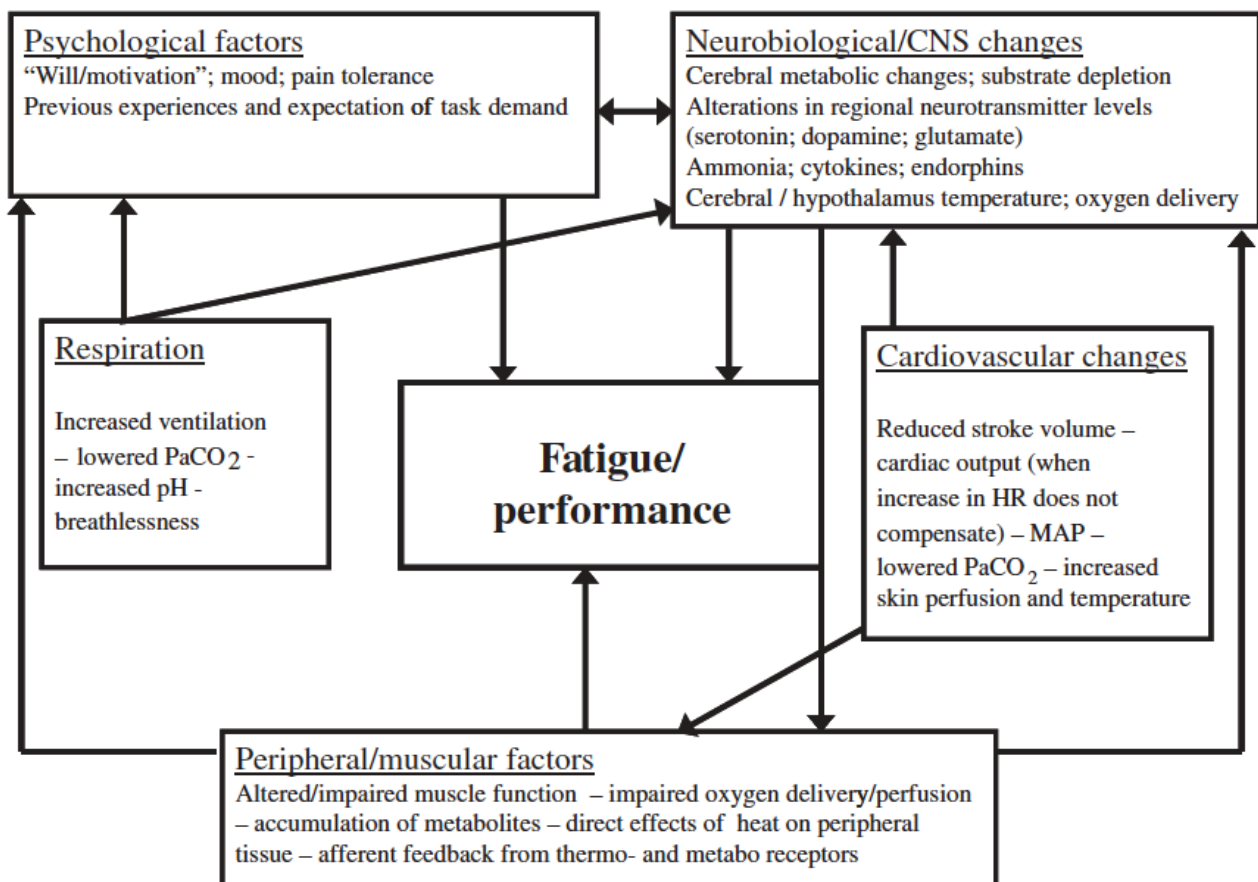 Psychological factors
“Will/motivation”; mood; pain tolerance
Previous experiences and expectation of task demand
Neurobiological/CNS changes
Cerebral metabolic changes; substrate depletion
Alterations in regional neurotransmitter levels
(serotonin; dopamine; glutamate)
Ammonia; cytokines; endorphins
Cerebral / hypothalamus temperature; oxygen delivery
Respiration
Increased ventilation
– lowered PaCO2 -
increased pH -
breathlessness
Fatigue/
performance
Cardiovascular changes
Reduced stroke volume –
cardiac output (when
increase in HR does not
compensate) – MAP –
lowered PaCO2 – increased
skin perfusion and temperature
Peripheral/muscular factors
Altered/impaired muscle function – impaired oxygen delivery/perfusion
– accumulation of metabolites – direct effects of heat on peripheral
tissue – afferent feedback from thermo- and metabo receptors